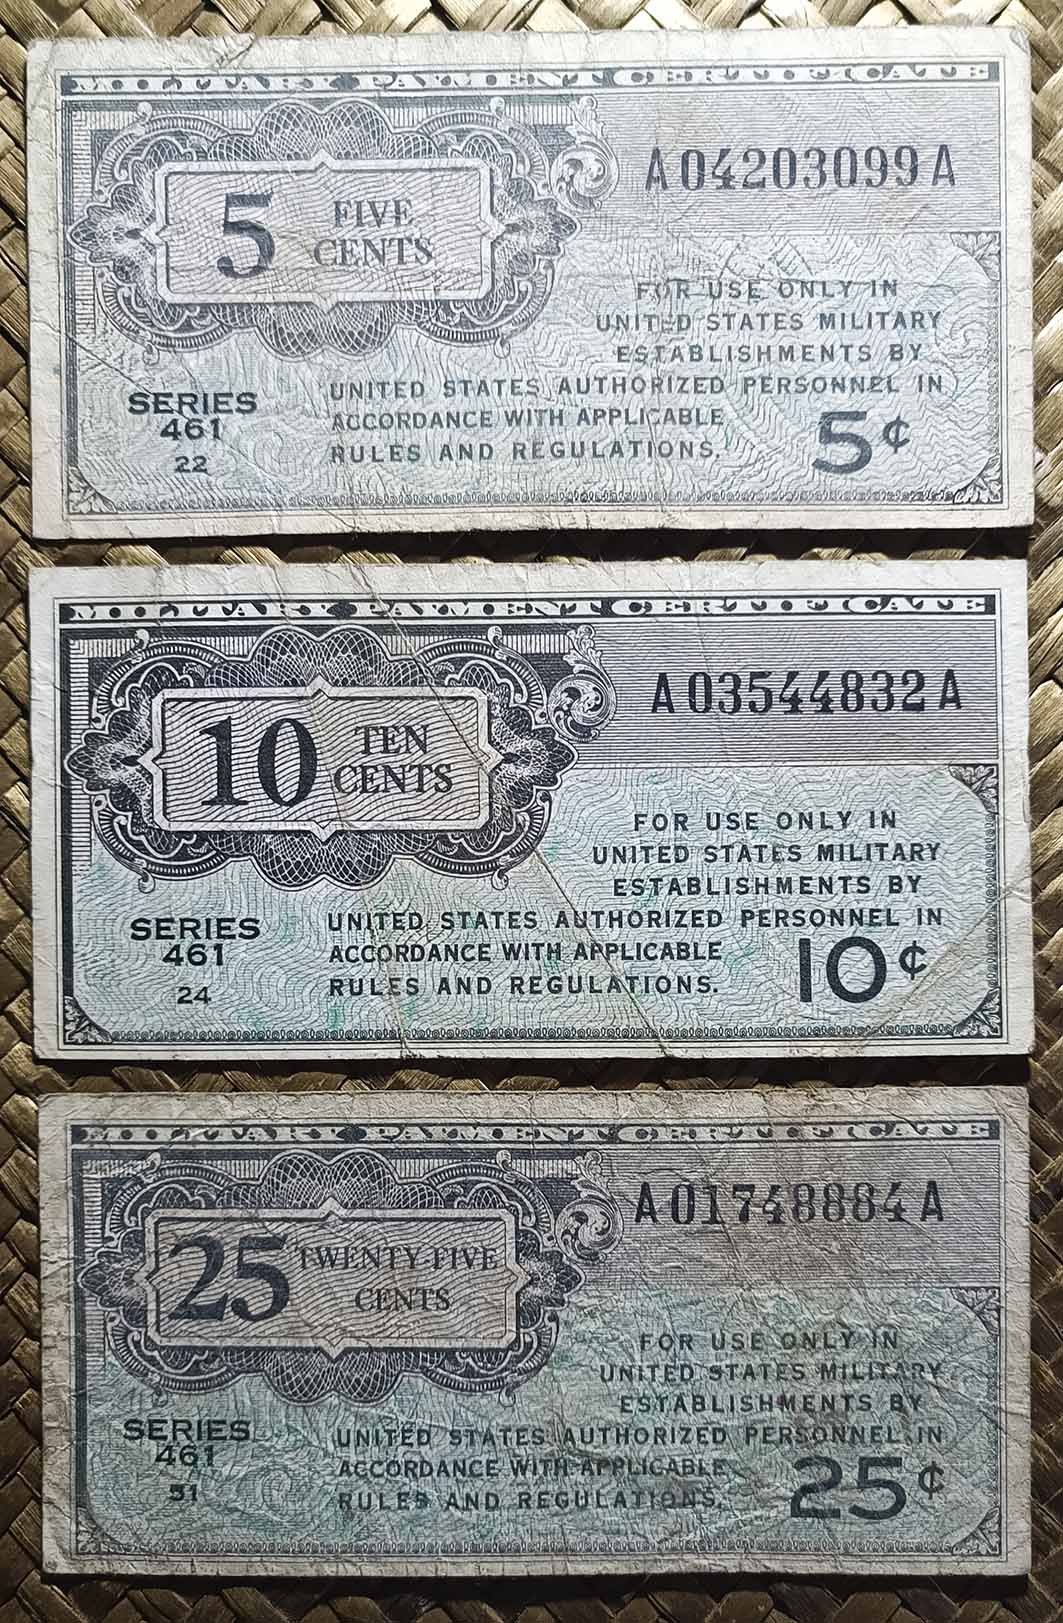 MILITARY PAYMENT CERTIFICATE
A04203099A
5 FIVE
CENTS
FOR USE ONLY IN
UNITED STATES MILITARY
ESTABLISHMENTS BY
UNITED STATES AUTHORIZED PERSONNEL IN
ACCORDANCE WITH APPLICABLE
RULES AND REGULATIONS.
SERIES
461
22
5¢
MILITARY PAYMENT CERTIFICATE
A03544832A
10 TEN
CENTS
FOR USE ONLY IN
UNITED STATES MILITARY
ESTABLISHMENTS BY
UNITED STATES AUTHORIZED PERSONNEL IN
ACCORDANCE WITH APPLICABLE
RULES AND REGULATIONS.
SERIES
461
24
10¢
MILITARY PAYMENT CERTIFICATE
A01748884A
25 TWENTY-FIVE
CENTS
FOR USE ONLY IN
UNITED STATES MILITARY
ESTABLISHMENTS BY
UNITED STATES AUTHORIZED PERSONNEL IN
ACCORDANCE WITH APPLICABLE
RULES AND REGULATIONS.
SERIES
461
51
25¢